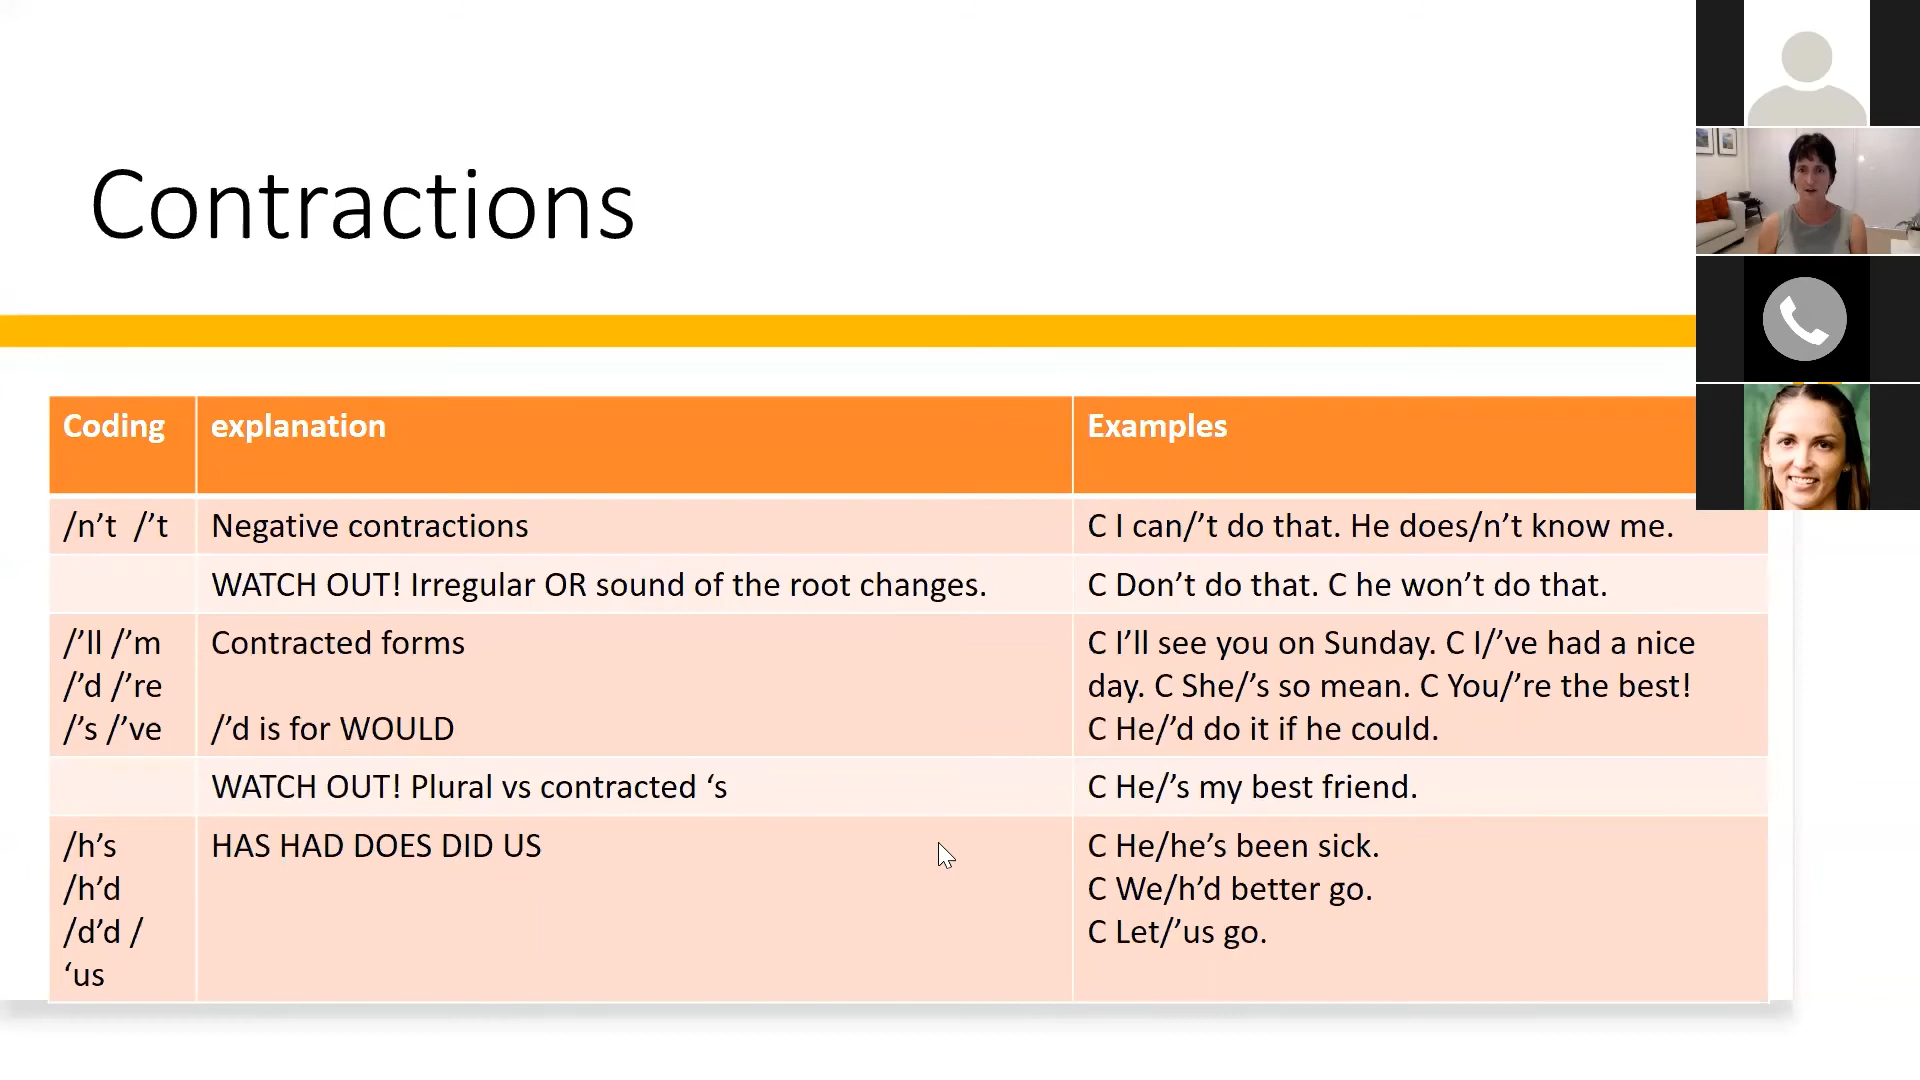 Contractions
Coding explanation Examples
/n’t /’t Negative contractions C I can/’t do that. He does/n’t know me.
WATCH OUT! Irregular OR sound of the root changes. C Don’t do that. C he won’t do that.
/’ll /’m Contracted forms C I’ll see you on Sunday. C I/’ve had a nice
/’d /’re day. C She/’s so mean. C You/’re the best!
/’s /’ve /’d is for WOULD C He/’d do it if he could.
WATCH OUT! Plural vs contracted ‘s C He/’s my best friend.
/h’s HAS HAD DOES DID US C He/he’s been sick.
/h’d C We/h’d better go.
/d’d / C Let/’us go.
‘us